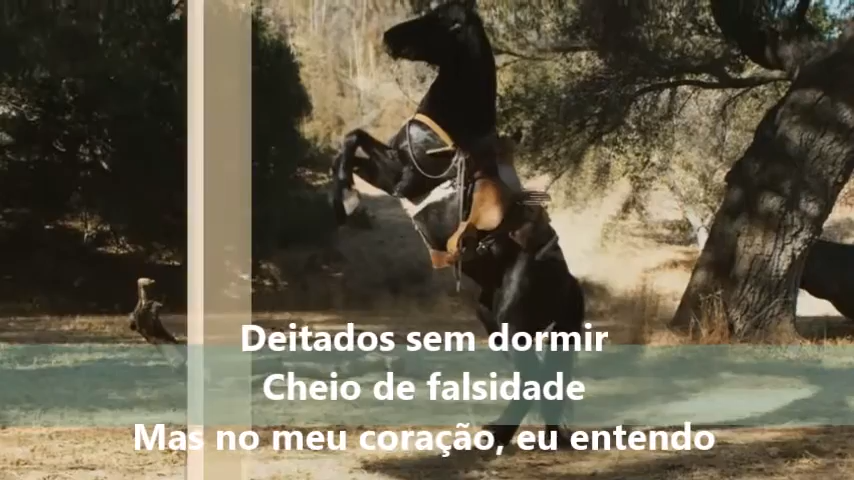 Deitados sem dormir
Cheio de falsidade
Mas no meu coração, eu entendo